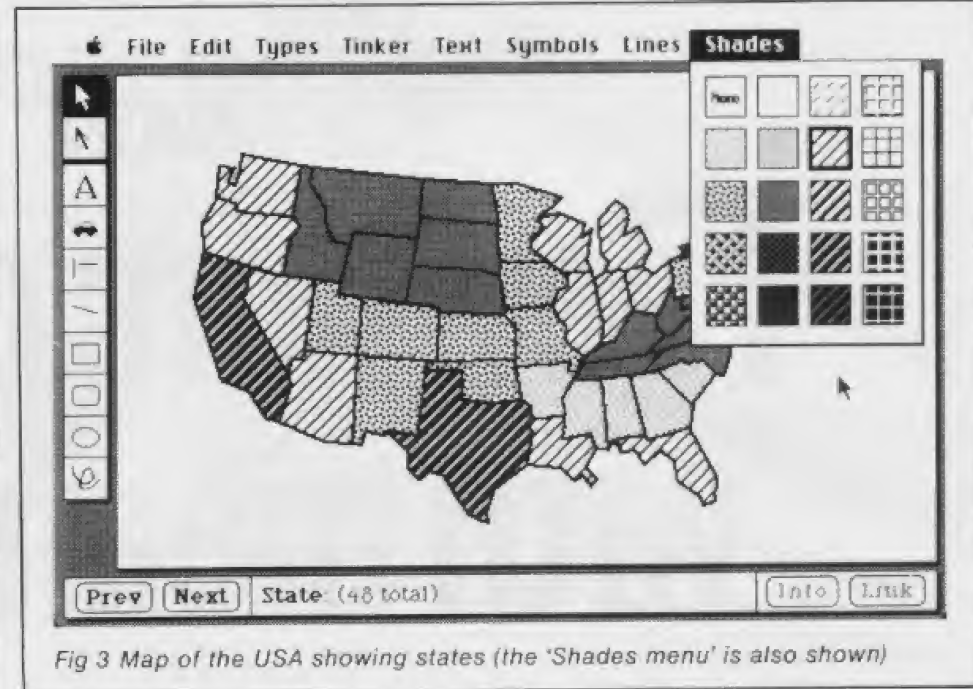 File Edit Types Tinker Text Symbols Lines Shades
None
A
Prev Next State: (48 total) Info Link
Fig 3 Map of the USA showing states (the 'Shades menu' is also shown)